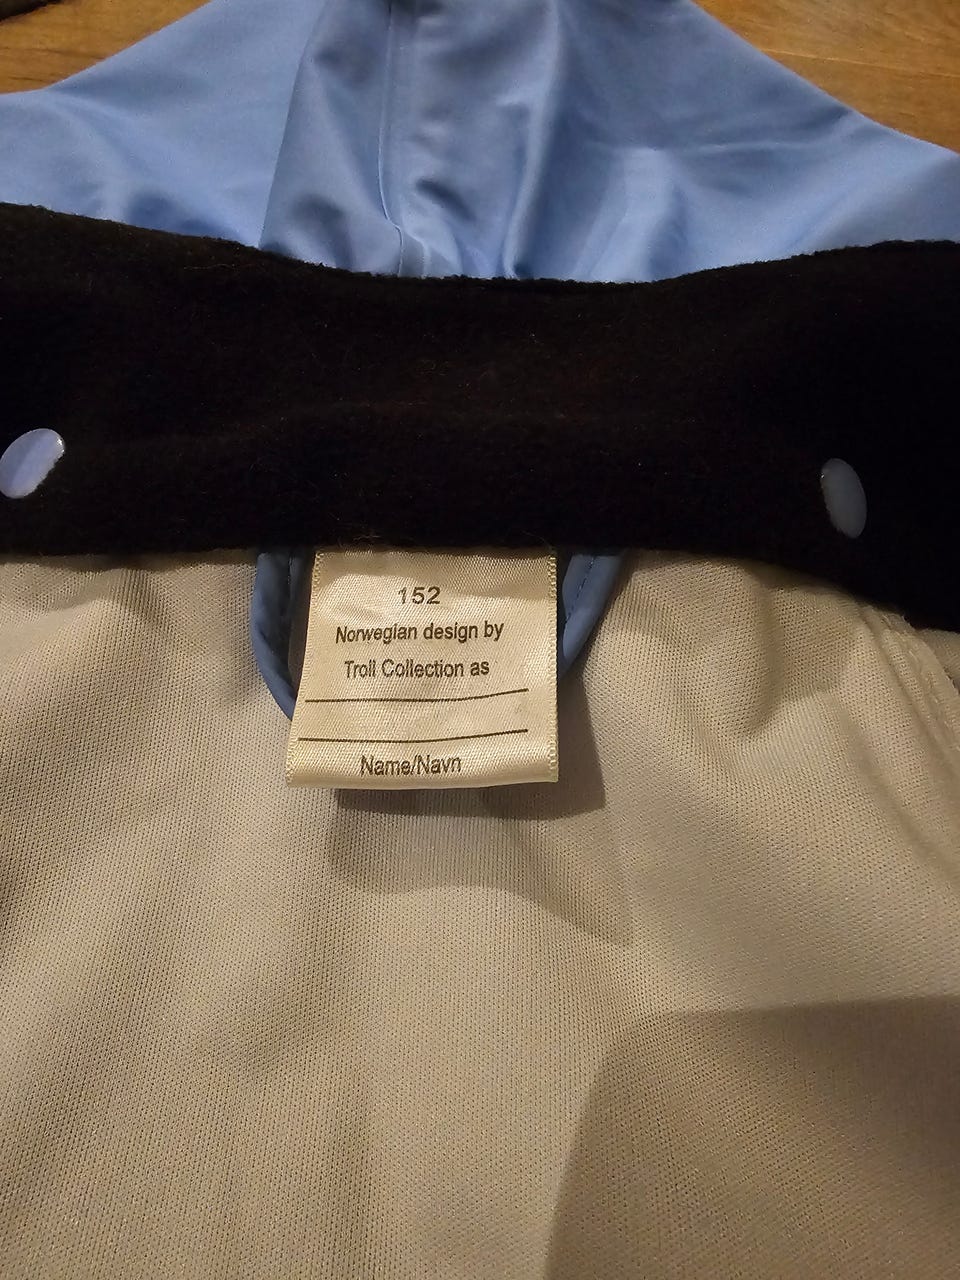 152
Norwegian design by
Troll Collection as
Name/Navn